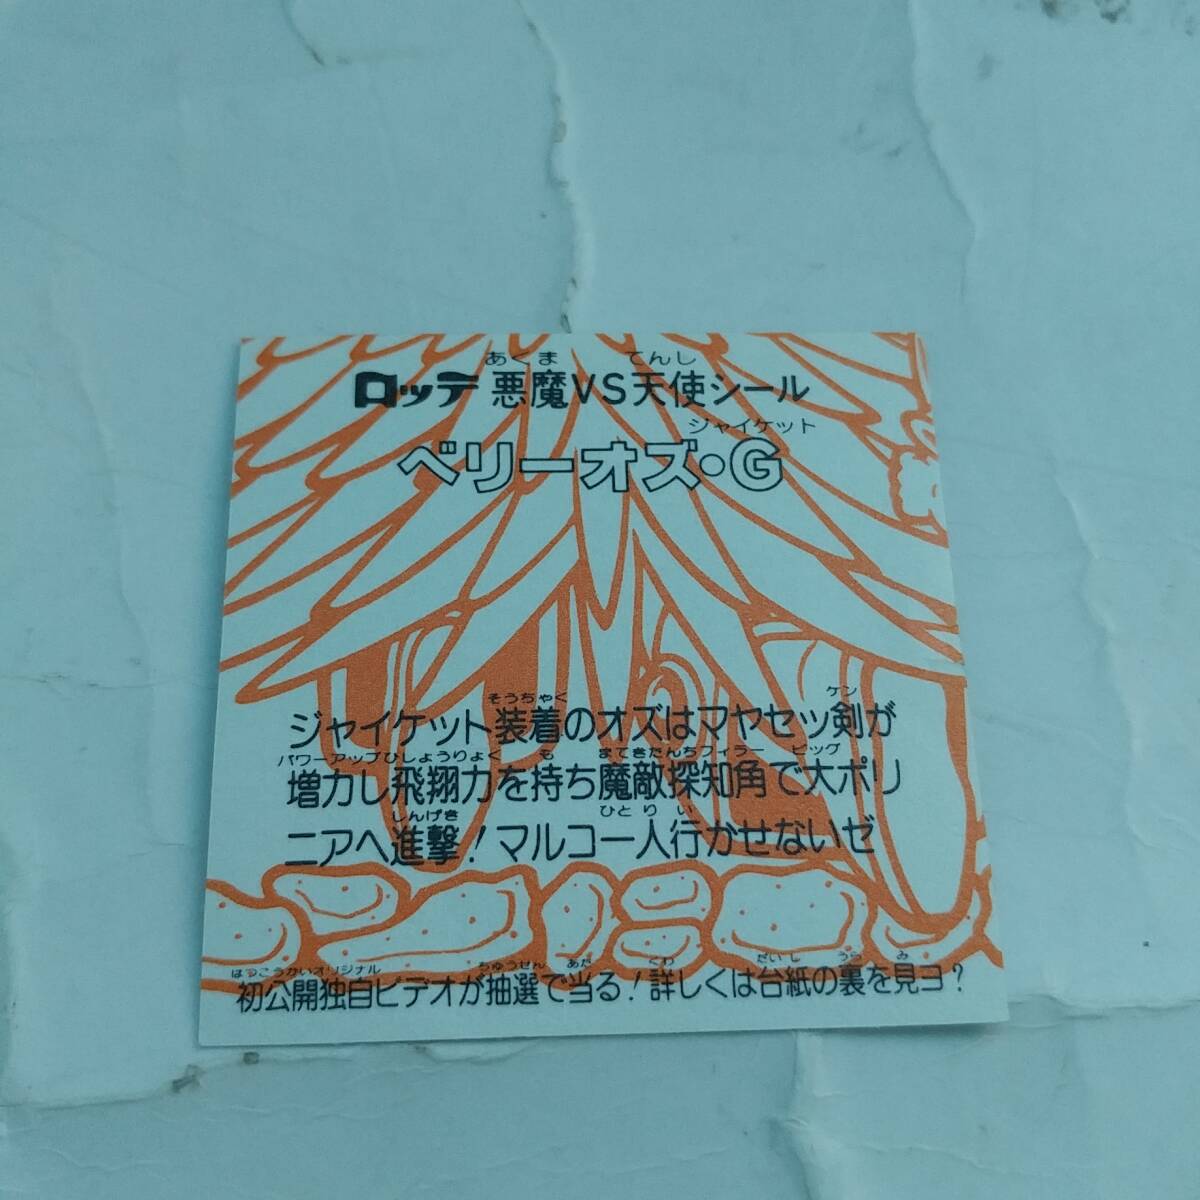 あくま てんし
ロッテ 悪魔VS天使シール
ジャイケット
ベリーオズ・G
そうちゃく ケン
ジャイケット装着のオズはマヤセッ剣が
パワーアップ ひしょうりょく も まてきたんちフィラー ビッグ
増力し飛翔力を持ち魔敵探知角で大ポリ
しんげき ひとりい
ニアへ進撃!マルコー人行かせないゼ
はつこうかいオリジナル ちゅうせん あた くわ だいし うら み
初公開独自ビデオが抽選で当る!詳しくは台紙の裏を見ヨ?